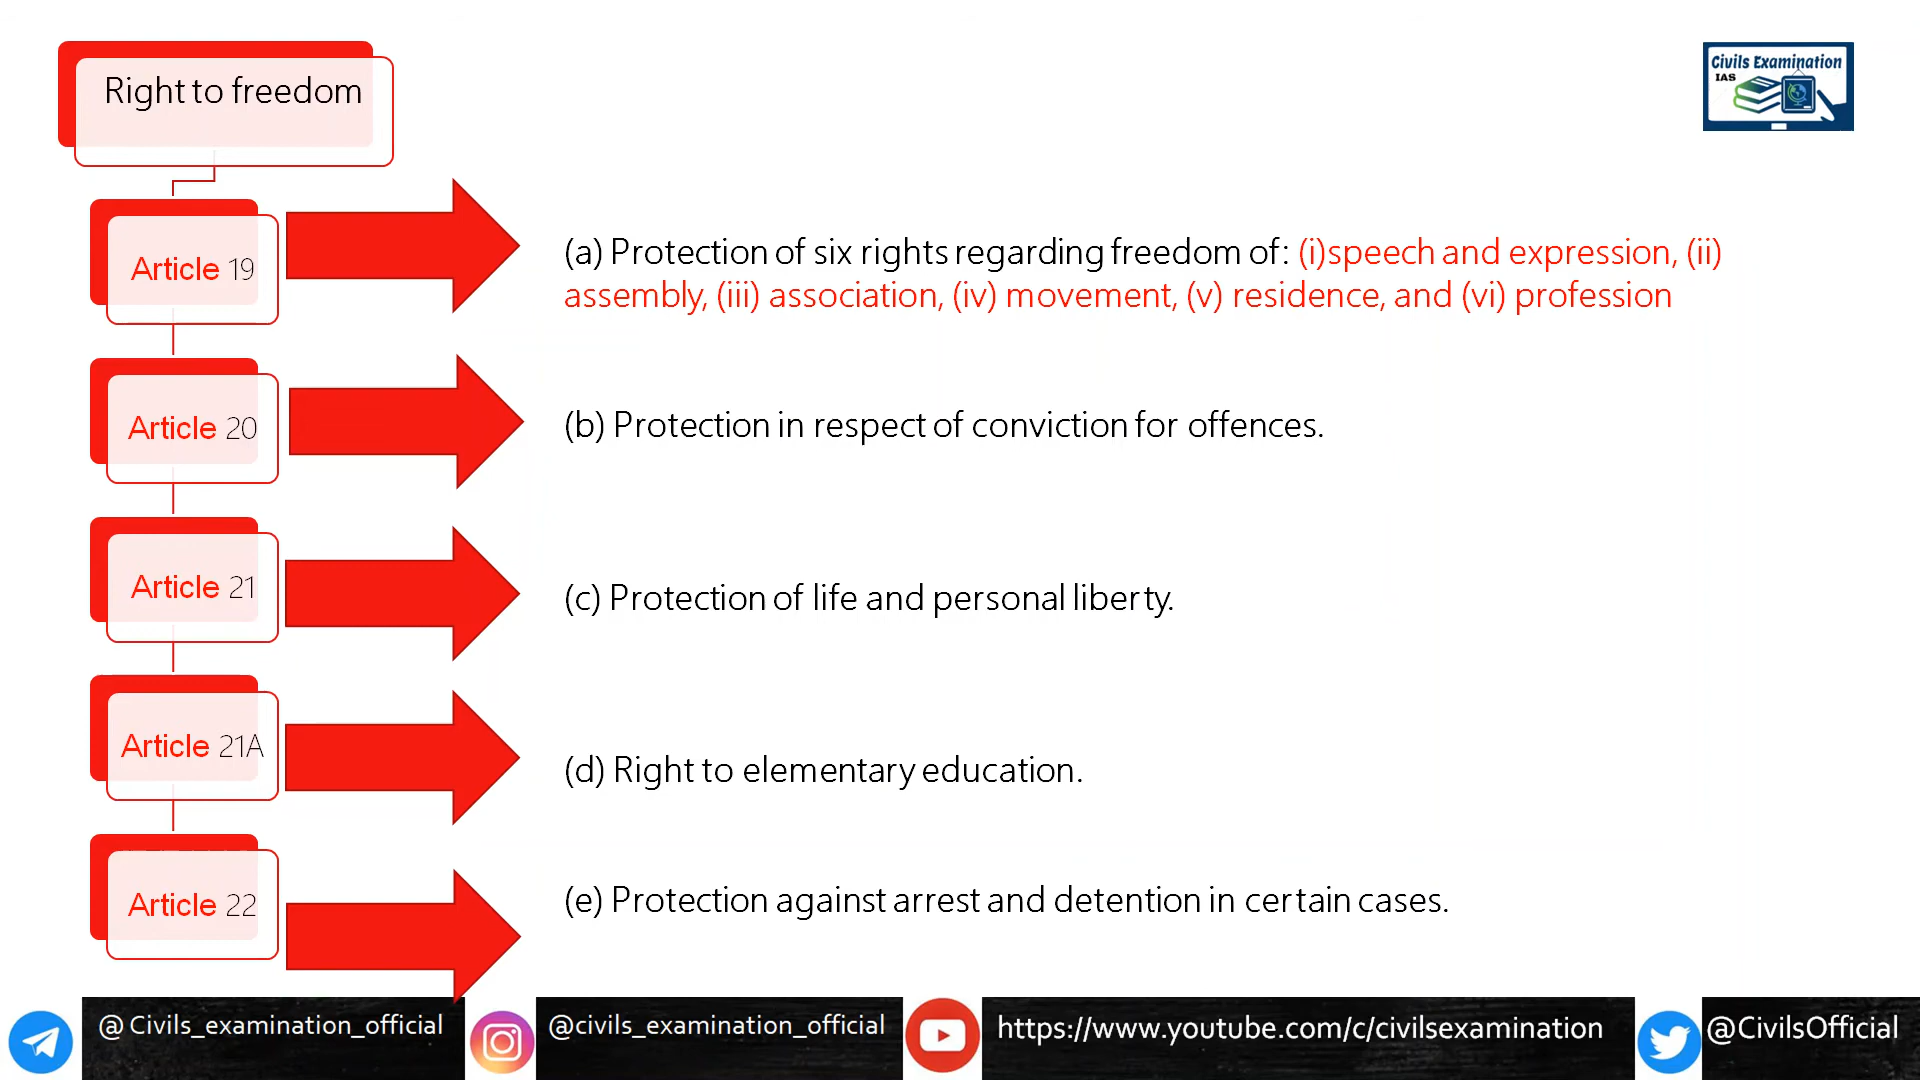 Right to freedom
Civils Examination
IAS
Article 19
(a) Protection of six rights regarding freedom of: (i)speech and expression, (ii)
assembly, (iii) association, (iv) movement, (v) residence, and (vi) profession
Article 20
(b) Protection in respect of conviction for offences.
Article 21
(c) Protection of life and personal liberty.
Article 21A
(d) Right to elementary education.
Article 22
(e) Protection against arrest and detention in certain cases.
@ Civils_examination_official
@civils_examination_official
https://www.youtube.com/c/civilsexamination
@CivilsOfficial